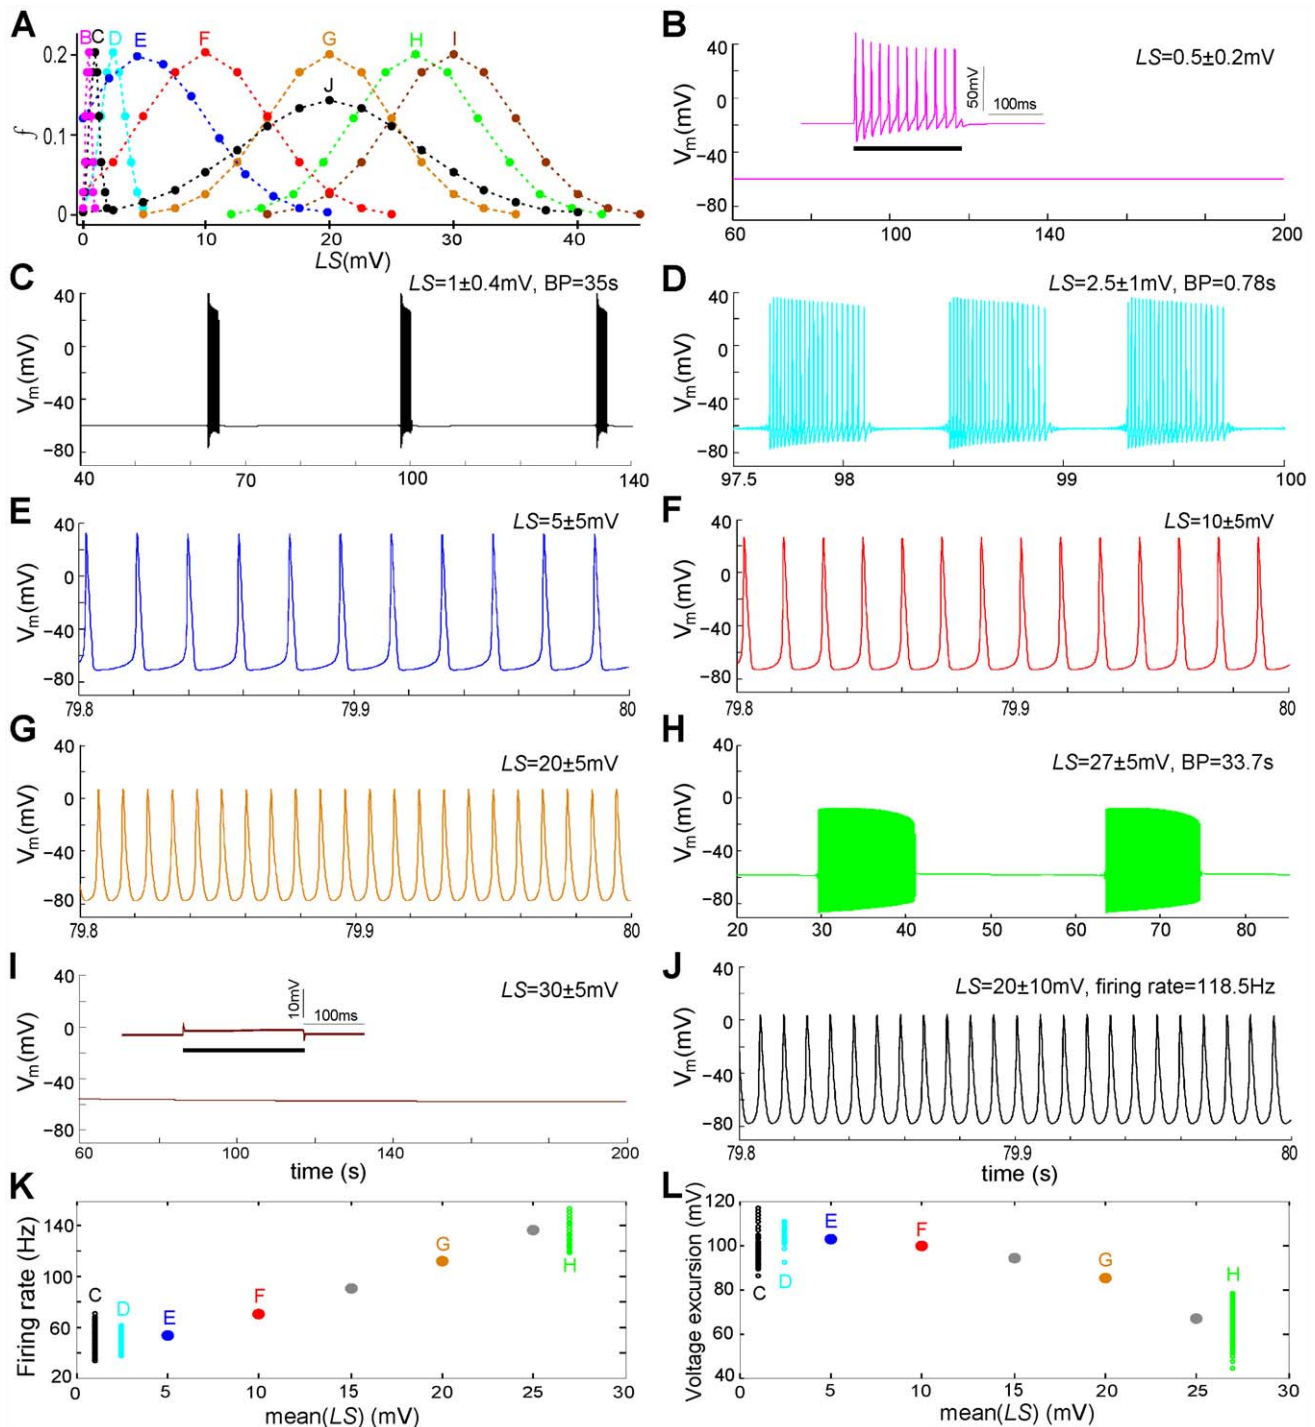 A
B C D E F G H I
J
0.2
0.1
0
f
0 10 20 30 40
LS(mV)
B
LS=0.5±0.2mV
50mV
100ms
40
0
−40
−80
Vm(mV)
60 100 140 200
C
LS=1±0.4mV, BP=35s
40
0
−40
−80
Vm(mV)
40 70 100 140
D
LS=2.5±1mV, BP=0.78s
40
0
−40
−80
Vm(mV)
97.5 98 99 100
E
LS=5±5mV
40
0
−40
−80
Vm(mV)
79.8 79.9 80
F
LS=10±5mV
40
0
−40
−80
Vm(mV)
79.8 79.9 80
G
LS=20±5mV
40
0
−40
−80
Vm(mV)
79.8 79.9 80
H
LS=27±5mV, BP=33.7s
40
0
−40
−80
Vm(mV)
20 30 40 50 60 70 80
I
LS=30±5mV
10mV
100ms
40
0
−40
−80
Vm(mV)
60 100 140 200
time (s)
J
LS=20±10mV, firing rate=118.5Hz
40
0
−40
−80
Vm(mV)
79.8 79.9 80
time (s)
K
Firing rate (Hz)
140
100
60
20
C D E F G H
0 5 10 15 20 25 30
mean(LS) (mV)
L
Voltage excursion (mV)
120
100
80
60
40
C D E F G H
0 5 10 15 20 25 30
mean(LS) (mV)